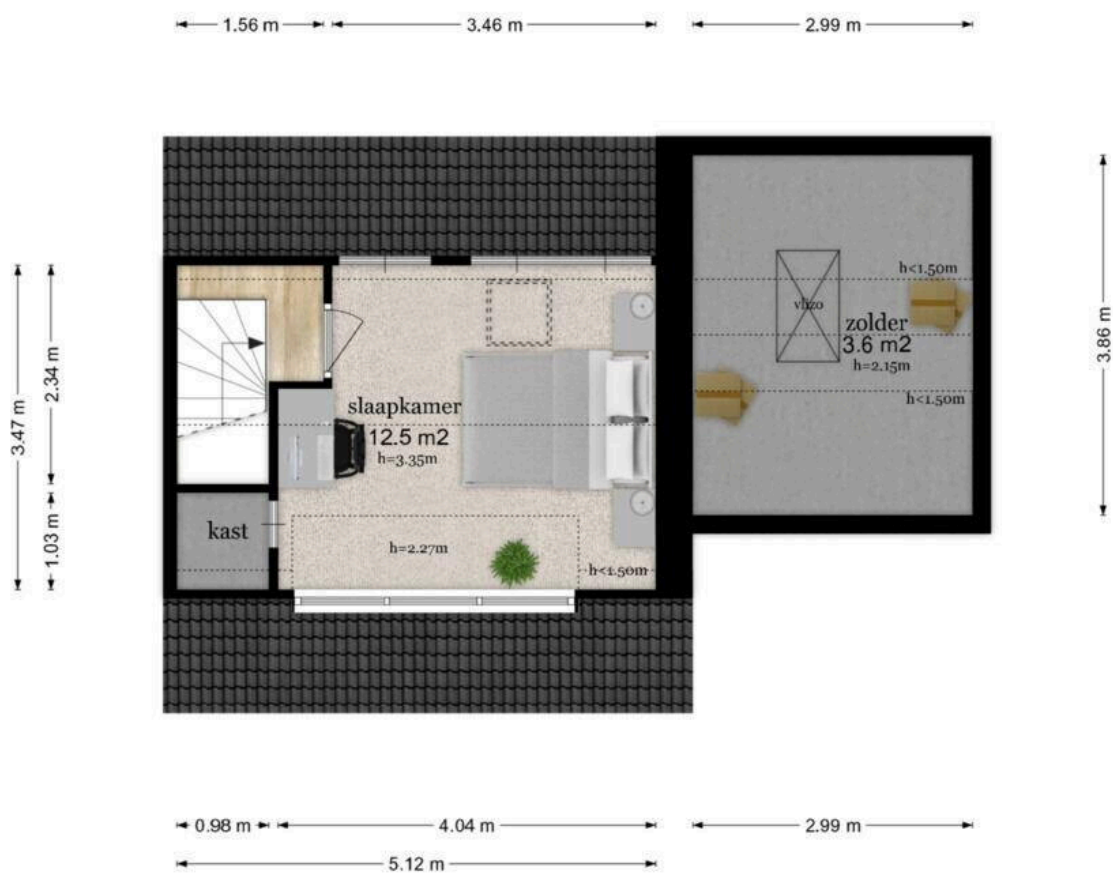 1.56 m
3.46 m
2.99 m
3.47 m
2.34 m
1.03 m
3.86 m
h<1.50m
vlizo
zolder
3.6 m2
h=2.15m
h<1.50m
slaapkamer
12.5 m2
h=3.35m
kast
h=2.27m
h<1.50m
0.98 m
4.04 m
2.99 m
5.12 m